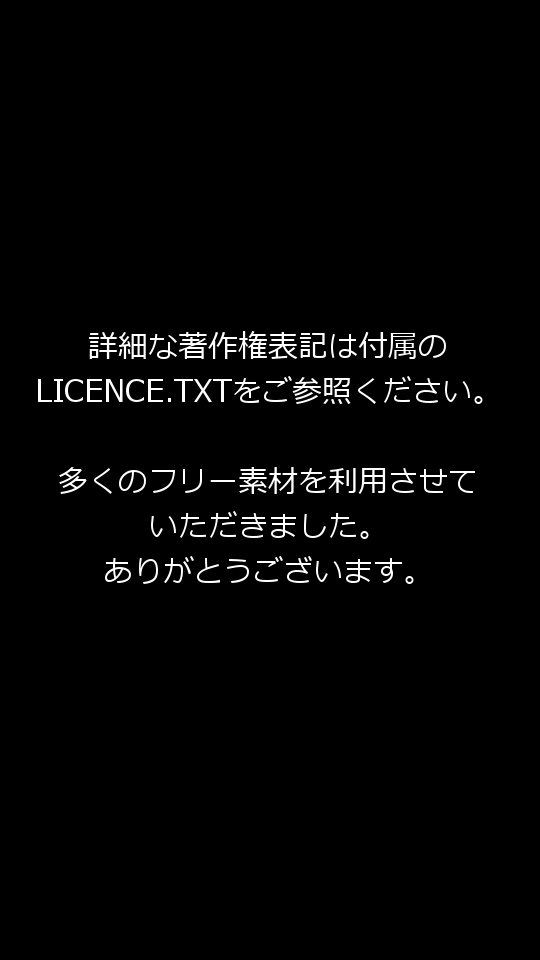 詳細な著作権表記は付属の
LICENCE.TXTをご参照ください。
多くのフリー素材を利用させて
いただきました。
ありがとうございます。